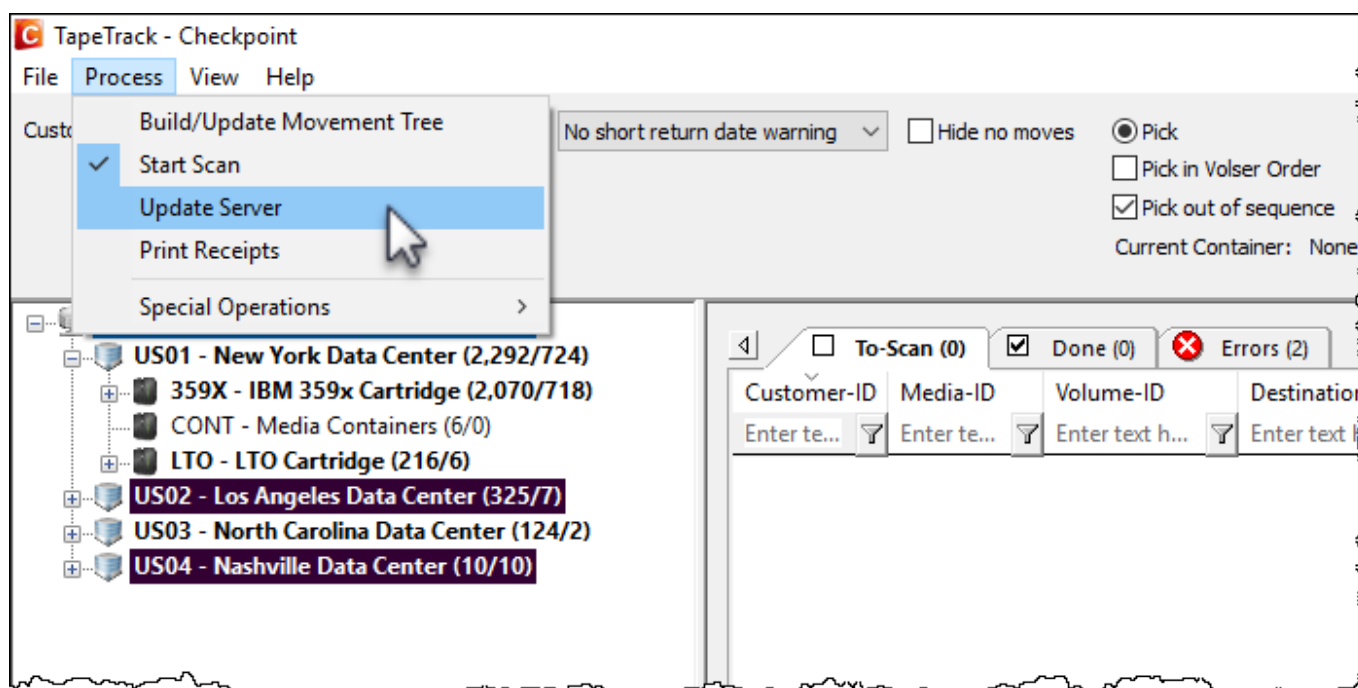 TapeTrack - Checkpoint
File Process View Help
Build/Update Movement Tree
Start Scan
Update Server
Print Receipts
Special Operations
No short return date warning
Hide no moves
Pick
Pick in Volser Order
Pick out of sequence
Current Container: None
US01 - New York Data Center (2,292/724)
359X - IBM 359x Cartridge (2,070/718)
CONT - Media Containers (6/0)
LTO - LTO Cartridge (216/6)
US02 - Los Angeles Data Center (325/7)
US03 - North Carolina Data Center (124/2)
US04 - Nashville Data Center (10/10)
To-Scan (0) Done (0) Errors (2)
Customer-ID Media-ID Volume-ID Destination
Enter te... Enter te... Enter text h... Enter text